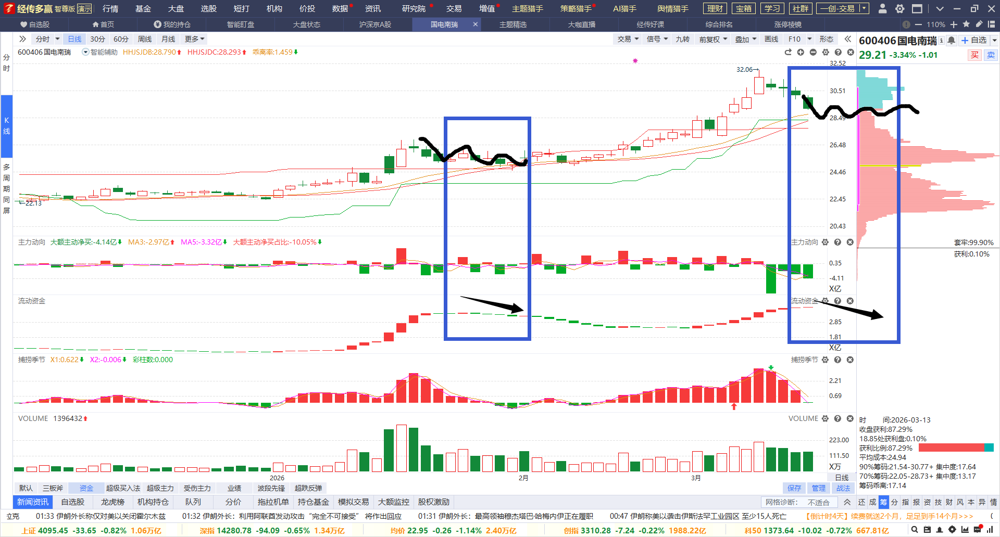 经传多赢 智尊版 演示 行情 基金 大盘 选股 短打 机构 价投 数据 资讯 研究院 交易 增值 主题猎手 策略猎手 AI猎手 舆情猎手 理财 宝箱 学习 社群 一创-交易
自选股 首页 我的持仓 智能盯盘 大盘状态 沪深京A股 国电南瑞 主题精选 大咖直播 经传好课 综合排名 涨停棱镜 110%
分时 日线 30分 60分 周线 月线 更多 交易 信号 九转 前复权 叠加 画线 F10 形态
600406国电南瑞 自选
29.21 -3.34% -1.01 买 卖
600406国电南瑞 智能辅助 HHJSJDB:28.790 HHJSJDC:28.293 乖离率:1.459
分时
K线
多周期同屏
32.52
32.06→
30.51
28.49
26.48
24.46
22.45
20.43
←22.13
套牢:99.90%
获利:0.10%
主力动向 大额主动净买:-4.14亿 MA3:-2.97亿 MA5:-3.32亿 大额主动净买占比:-10.05% 主力动向
0.35
-4.11
X亿
流动资金 流动资金
2.85
1.81
X亿
捕捞季节 X1:0.622 X2:-0.006 彩柱数:0.000 捕捞季节
2.21
0.69
VOLUME 1396432 VOLUME
223.00
111.50
X万
2026 2月 3月 日线
时 间:2026-03-13
收盘获利:87.29%
18.85处获利盘:0.10%
获利比例:87.29%
平均成本:24.94
90%筹码:21.54-30.77+ 集中度:17.64
70%筹码:22.05-28.73+ 集中度:13.17
筹码乖离:17.14
默认 三板斧 资金 超级买入法 超级主力 受伤主力 业绩 波段先锋 超跌反弹 保存 管理 战法
新闻资讯 自选股 龙虎榜 机构持仓 队列 分价 拖拉机单 持仓基金 模拟交易 大额监控 股权激励 网格诊断: 不适合 还 成 筹 分 指 报 资 技 财 风 本 异 情
拉克 01:33 伊朗外长称仅对美以关闭霍尔木兹 01:32 伊朗外长：利用阿联酋发动攻击“完全不可接受” 将作出回应 01:31 伊朗外长：最高领袖穆杰塔巴·哈梅内伊正在履职 00:47 伊朗称美以袭击伊斯法罕工业园区 至少15人死亡 【倒计时4天】续费就送2个月，足足到手14个月>>>
上证 4095.45 -33.65 -0.82% 1.06万亿 深指 14280.78 -94.09 -0.65% 1.34万亿 均价 22.95 -0.26 -1.14% 2.40万亿 创指 3310.28 -7.24 -0.22% 1988.22亿 科50 1373.64 -10.02 -0.72% 667.81亿